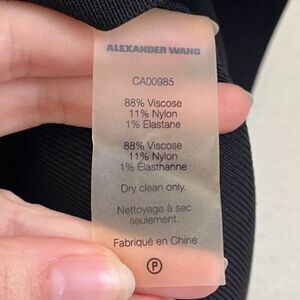 ALEXANDER WANG
CA00985
88% Viscose
11% Nylon
1% Elastane
88% Viscose
11% Nylon
1% Élasthanne
Dry clean only.
Nettoyage à sec
seulement.
Fabriqué en Chine
P